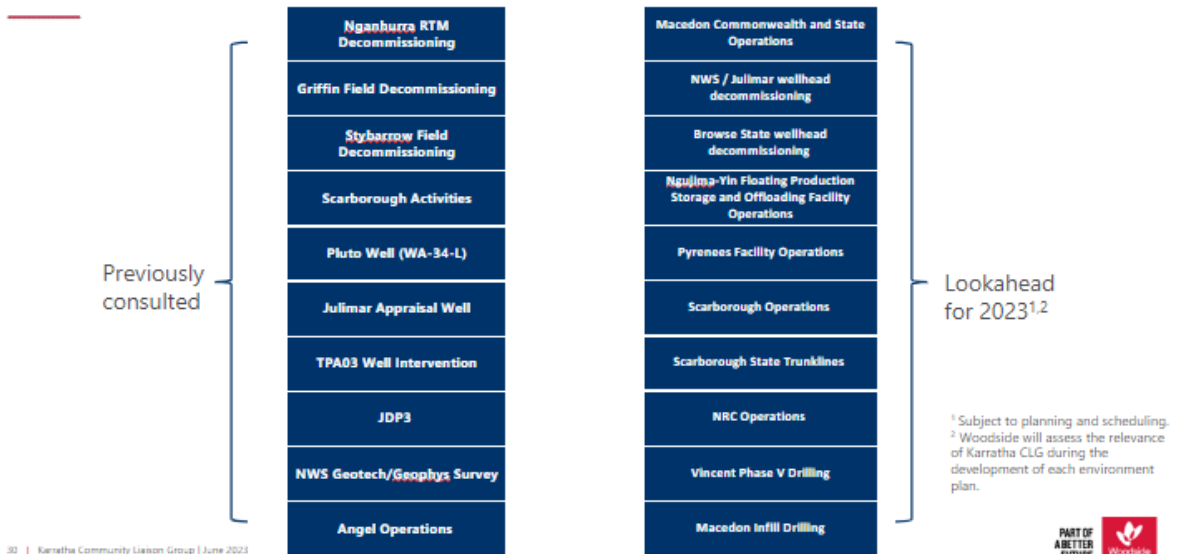 Nganhurra RTM
Decommissioning
Griffin Field Decommissioning
Stybarrow Field
Decommissioning
Scarborough Activities
Pluto Well (WA-34-L)
Julimar Appraisal Well
TPA03 Well Intervention
JDP3
NWS Geotech/Geophys Survey
Angel Operations
Previously
consulted
Macedon Commonwealth and State
Operations
NWS / Julimar wellhead
decommissioning
Browse State wellhead
decommissioning
Ngujima-Yin Floating Production
Storage and Offloading Facility
Operations
Pyrenees Facility Operations
Scarborough Operations
Scarborough State Trunklines
NRC Operations
Vincent Phase V Drilling
Macedon Infill Drilling
Lookahead
for 2023¹,²
¹ Subject to planning and scheduling.
² Woodside will assess the relevance
of Karratha CLG during the
development of each environment
plan.
30 | Karratha Community Liaison Group | June 2023
PART OF
A BETTER
FUTURE
Woodside